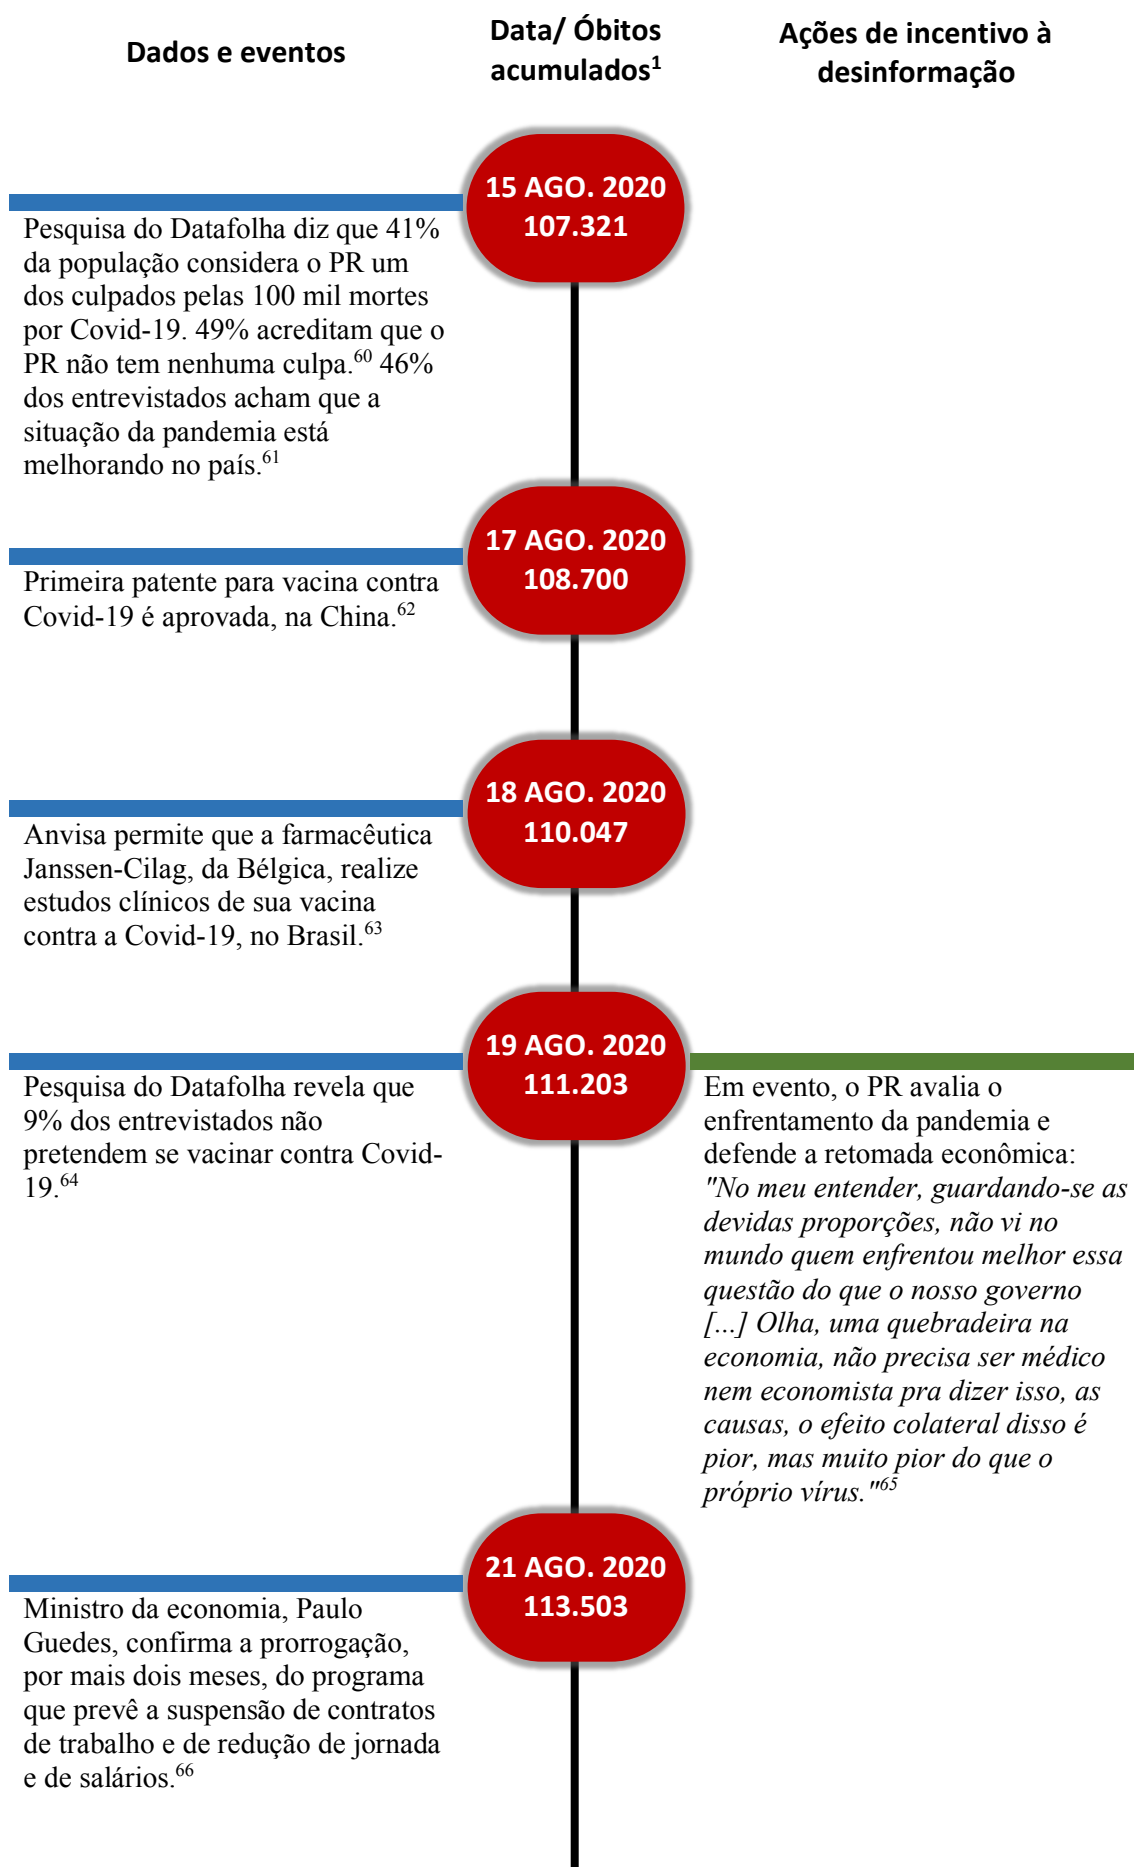 Dados e eventos
Data/ Óbitos
acumulados¹
Ações de incentivo à
desinformação
15 AGO. 2020
107.321
Pesquisa do Datafolha diz que 41%
da população considera o PR um
dos culpados pelas 100 mil mortes
por Covid-19. 49% acreditam que o
PR não tem nenhuma culpa.⁶⁰ 46%
dos entrevistados acham que a
situação da pandemia está
melhorando no país.⁶¹
17 AGO. 2020
108.700
Primeira patente para vacina contra
Covid-19 é aprovada, na China.⁶²
18 AGO. 2020
110.047
Anvisa permite que a farmacêutica
Janssen-Cilag, da Bélgica, realize
estudos clínicos de sua vacina
contra a Covid-19, no Brasil.⁶³
19 AGO. 2020
111.203
Pesquisa do Datafolha revela que
9% dos entrevistados não
pretendem se vacinar contra Covid-
19.⁶⁴
Em evento, o PR avalia o
enfrentamento da pandemia e
defende a retomada econômica:
"No meu entender, guardando-se as
devidas proporções, não vi no
mundo quem enfrentou melhor essa
questão do que o nosso governo
[...] Olha, uma quebradeira na
economia, não precisa ser médico
nem economista pra dizer isso, as
causas, o efeito colateral disso é
pior, mas muito pior do que o
próprio vírus."⁶⁵
21 AGO. 2020
113.503
Ministro da economia, Paulo
Guedes, confirma a prorrogação,
por mais dois meses, do programa
que prevê a suspensão de contratos
de trabalho e de redução de jornada
e de salários.⁶⁶